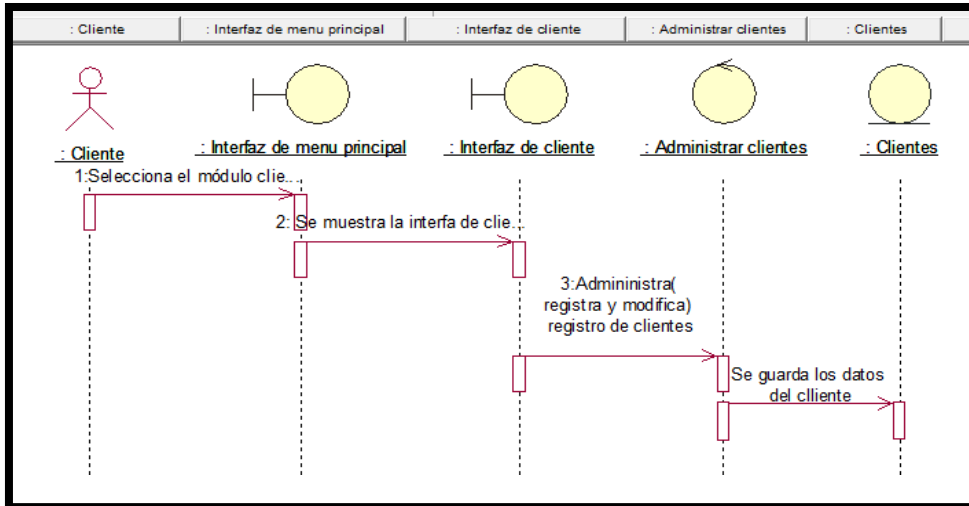 : Cliente
: Interfaz de menu principal
: Interfaz de cliente
: Administrar clientes
: Clientes
: Cliente
: Interfaz de menu principal
: Interfaz de cliente
: Administrar clientes
: Clientes
1:Selecciona el módulo clie...
2: Se muestra la interfa de clie...
3:Admininistra(
registra y modifica)
registro de clientes
Se guarda los datos
del clliente